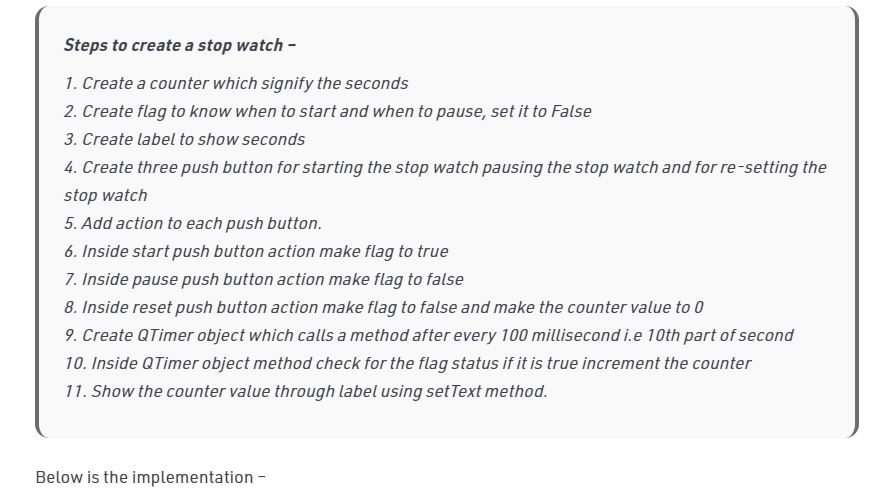 Steps to create a stop watch –
1. Create a counter which signify the seconds
2. Create flag to know when to start and when to pause, set it to False
3. Create label to show seconds
4. Create three push button for starting the stop watch pausing the stop watch and for re-setting the
stop watch
5. Add action to each push button.
6. Inside start push button action make flag to true
7. Inside pause push button action make flag to false
8. Inside reset push button action make flag to false and make the counter value to 0
9. Create QTimer object which calls a method after every 100 millisecond i.e 10th part of second
10. Inside QTimer object method check for the flag status if it is true increment the counter
11. Show the counter value through label using setText method.
Below is the implementation –